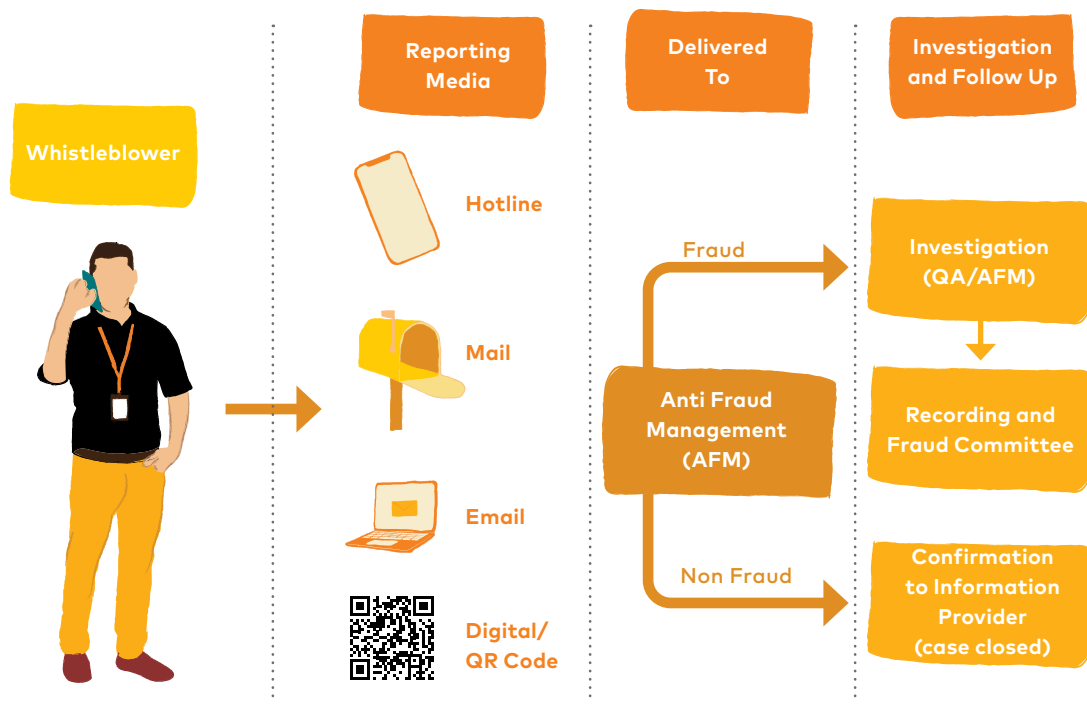 Whistleblower
Reporting
Media
Hotline
Mail
Email
Digital/
QR Code
Delivered
To
Anti Fraud
Management
(AFM)
Fraud
Non Fraud
Investigation
and Follow Up
Investigation
(QA/AFM)
Recording and
Fraud Committee
Confirmation
to Information
Provider
(case closed)